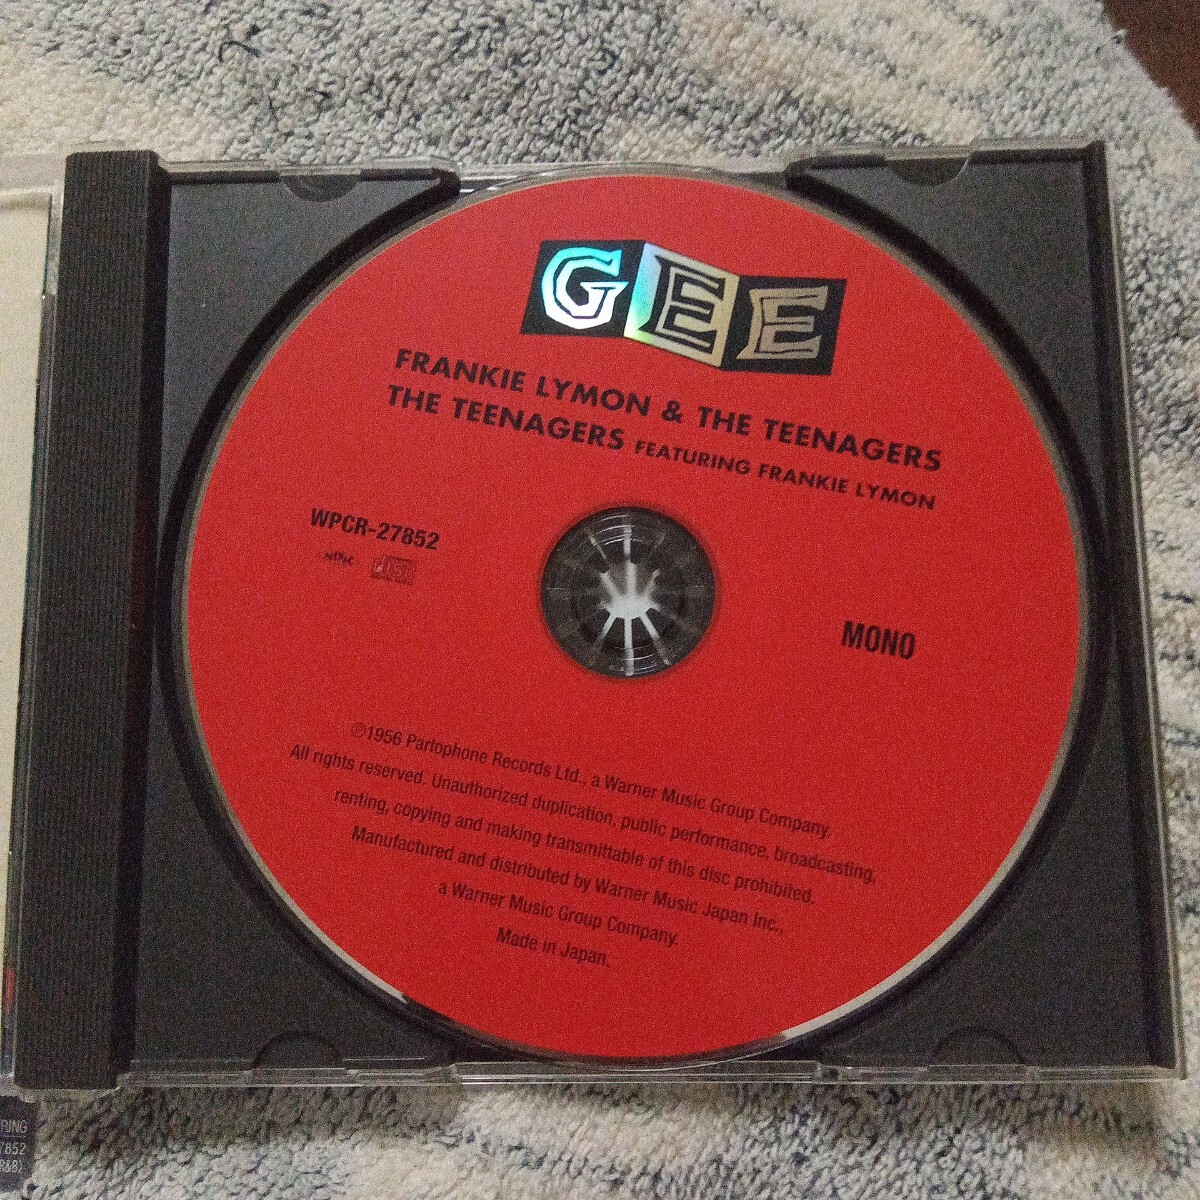 GEE
FRANKIE LYMON & THE TEENAGERS
THE TEENAGERS FEATURING FRANKIE LYMON
WPCR-27852
MONO
℗1956 Parlophone Records Ltd., a Warner Music Group Company.
All rights reserved. Unauthorized duplication, public performance, broadcasting,
renting, copying and making transmittable of this disc prohibited.
Manufactured and distributed by Warner Music Japan Inc.,
a Warner Music Group Company.
Made in Japan.
RING
7852
R&B)